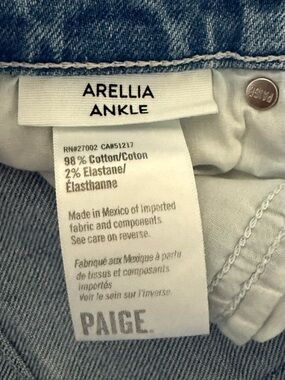 ARELLIA
ANKLE
PAIGE
RN#27002 CA#51217
98% Cotton/Coton
2% Elastane/
Élasthanne
Made in Mexico of imported
fabric and components.
See care on reverse.
Fabriqué aux Mexique à partir
de tissus et composants
importés
Voir le soin sur l'inverse.
PAIGE.